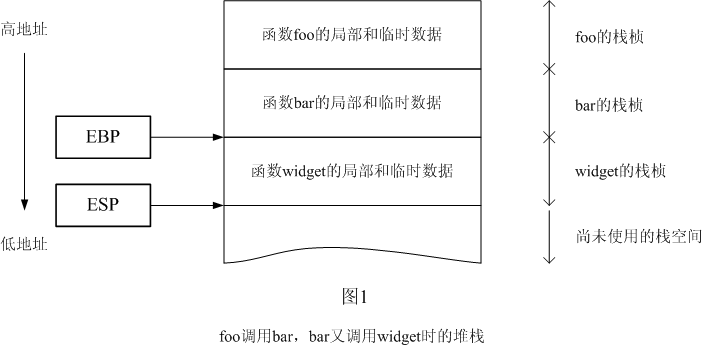 高地址
函数foo的局部和临时数据
foo的栈桢
函数bar的局部和临时数据
bar的栈桢
EBP
函数widget的局部和临时数据
widget的栈桢
ESP
低地址
尚未使用的栈空间
图1
foo调用bar，bar又调用widget时的堆栈